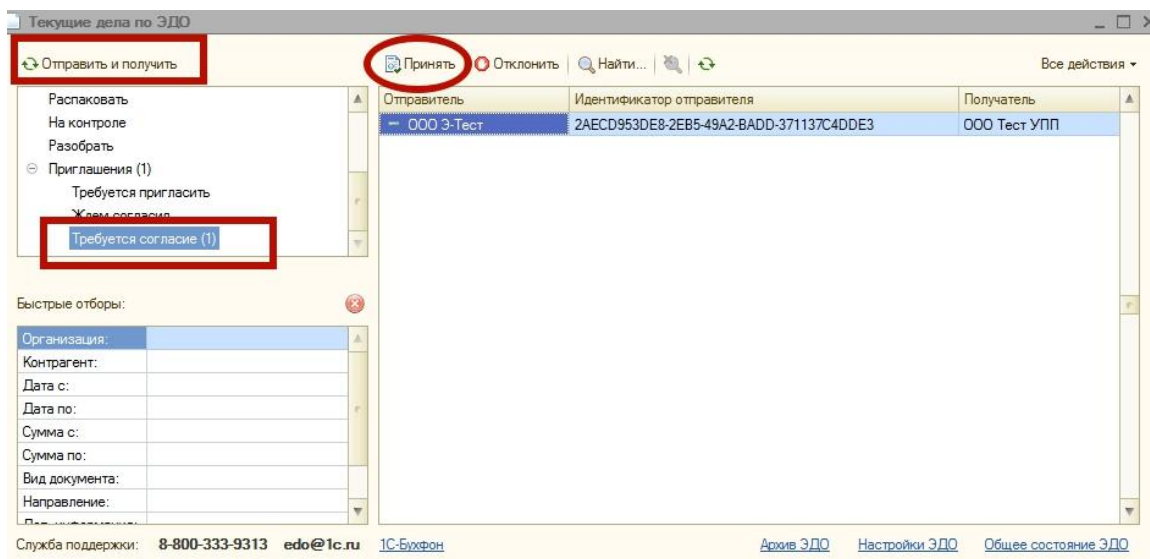 Текущие дела по ЭДО
Отправить и получить
Принять Отклонить Найти... Все действия
Распаковать
На контроле
Разобрать
Приглашения (1)
Требуется пригласить
Ждем согласия
Требуется согласие (1)
Отправитель Идентификатор отправителя Получатель
ООО Э-Тест 2AECD953DE8-2EB5-49A2-BADD-371137C4DDE3 ООО Тест УПП
Быстрые отборы:
Организация:
Контрагент:
Дата с:
Дата по:
Сумма с:
Сумма по:
Вид документа:
Направление:
Служба поддержки: 8-800-333-9313 edo@1c.ru 1С-Бухфон Архив ЭДО Настройки ЭДО Общее состояние ЭДО